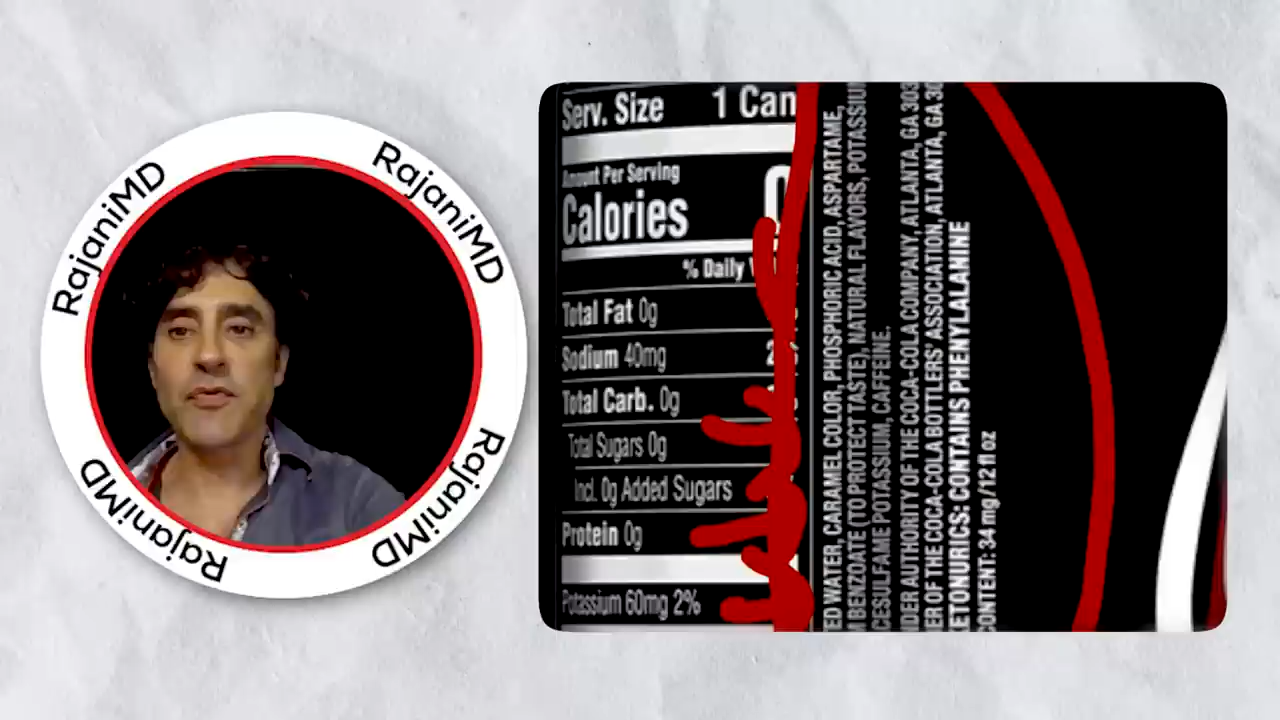 RajaniMD
RajaniMD
RajaniMD
RajaniMD
Serv. Size 1 Can
Amount Per Serving
Calories 0
% Daily
Total Fat 0g
Sodium 40mg
Total Carb. 0g
Total Sugars 0g
Incl. 0g Added Sugars
Protein 0g
Potassium 60mg 2%
TED WATER, CARAMEL COLOR, PHOSPHORIC ACID, ASPARTAME,
M BENZOATE (TO PROTECT TASTE), NATURAL FLAVORS, POTASSIUM
CESULFAME POTASSIUM, CAFFEINE.
NDER AUTHORITY OF THE COCA-COLA COMPANY, ATLANTA, GA 303
ER OF THE COCA-COLA BOTTLERS' ASSOCIATION, ATLANTA, GA 30
KETONURICS: CONTAINS PHENYLALANINE
CONTENT: 34 mg/12 fl oz